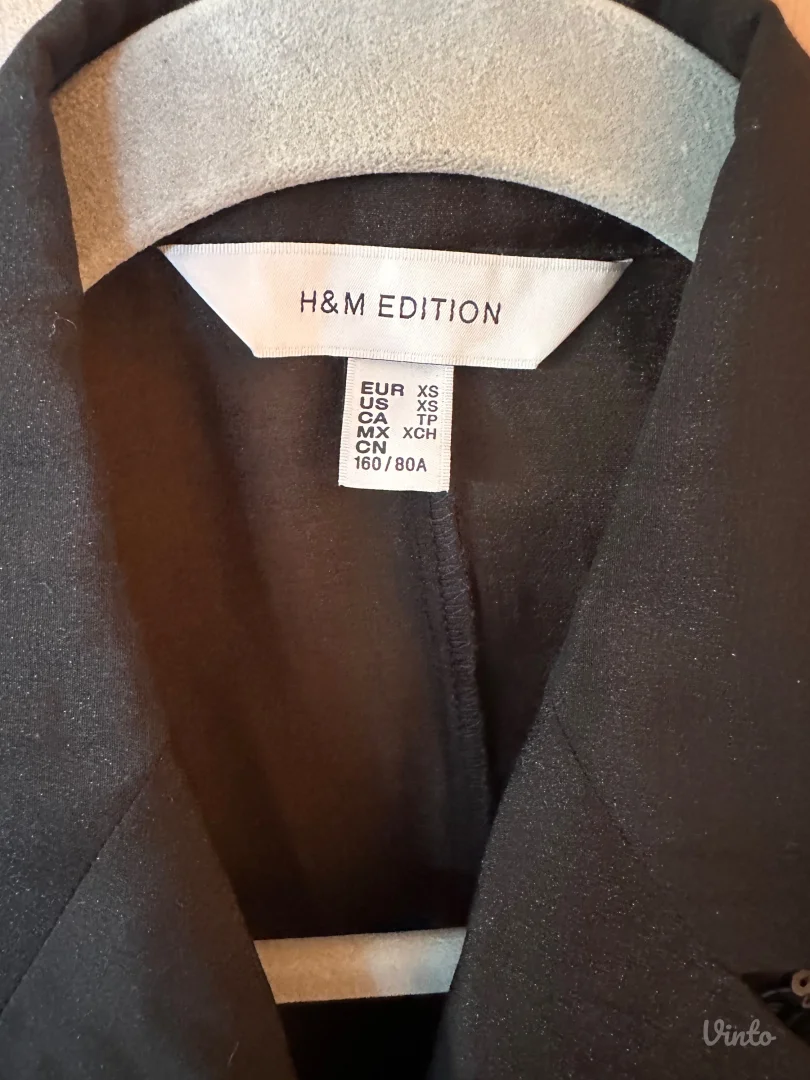 H&M EDITION
EUR XS
US XS
CA TP
MX XCH
CN
160/80A
Vinto